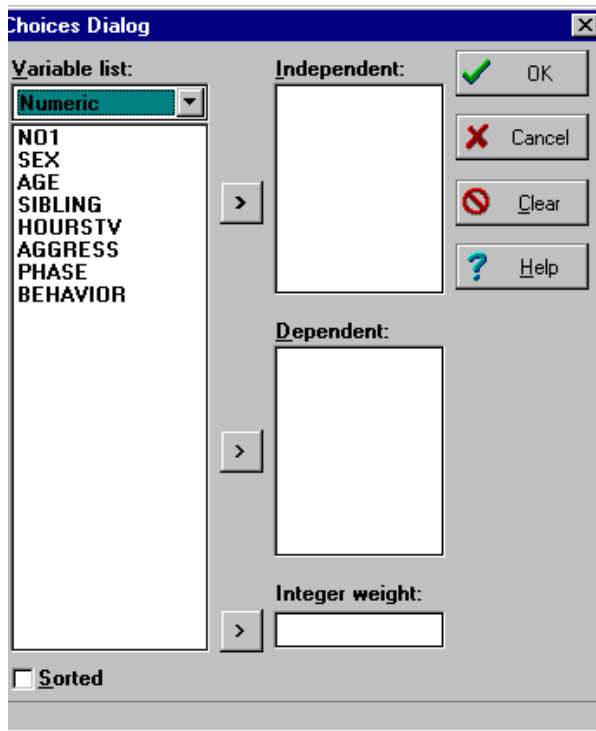 Choices Dialog
Variable list:
Numeric
NO1
SEX
AGE
SIBLING
HOURSTV
AGGRESS
PHASE
BEHAVIOR
Sorted
>
>
>
Independent:
Dependent:
Integer weight:
OK
Cancel
Clear
Help